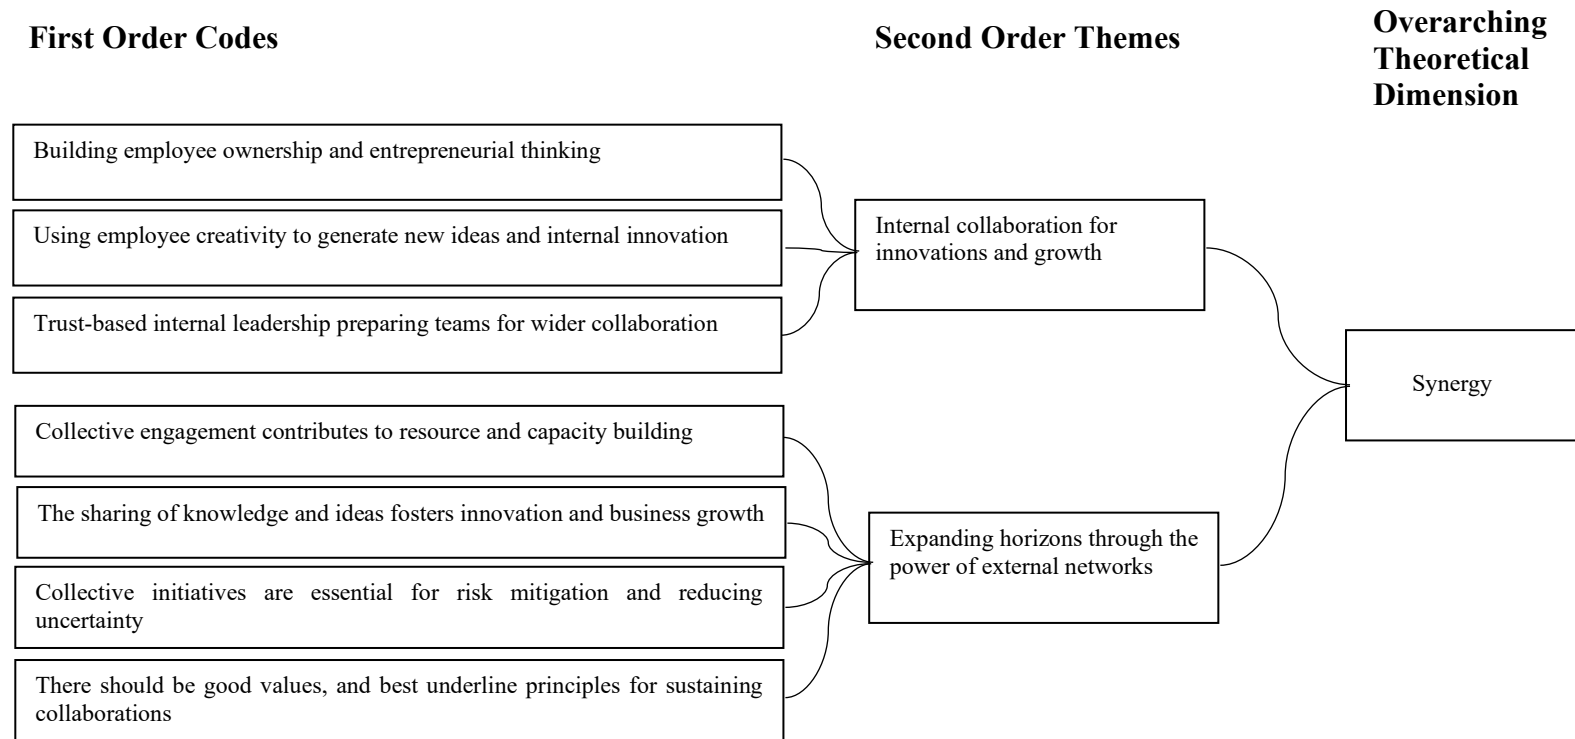 First Order Codes
Second Order Themes
Overarching
Theoretical
Dimension
Building employee ownership and entrepreneurial thinking
Using employee creativity to generate new ideas and internal innovation
Trust-based internal leadership preparing teams for wider collaboration
Internal collaboration for
innovations and growth
Collective engagement contributes to resource and capacity building
The sharing of knowledge and ideas fosters innovation and business growth
Collective initiatives are essential for risk mitigation and reducing
uncertainty
There should be good values, and best underline principles for sustaining
collaborations
Expanding horizons through the
power of external networks
Synergy